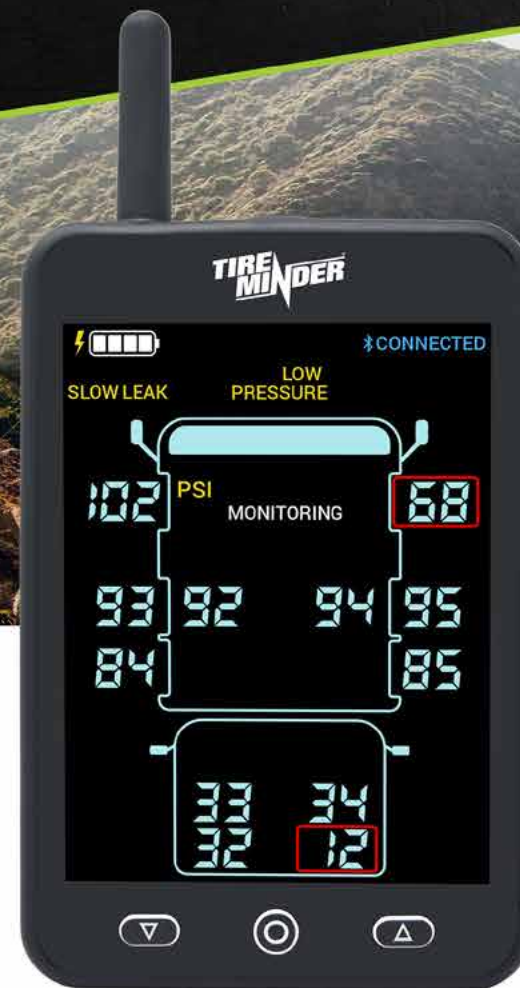 TIRE
MINDER
CONNECTED
SLOW LEAK LOW
PRESSURE
102 PSI 68
MONITORING
93 92 94 95
84 85
33 34
32 12